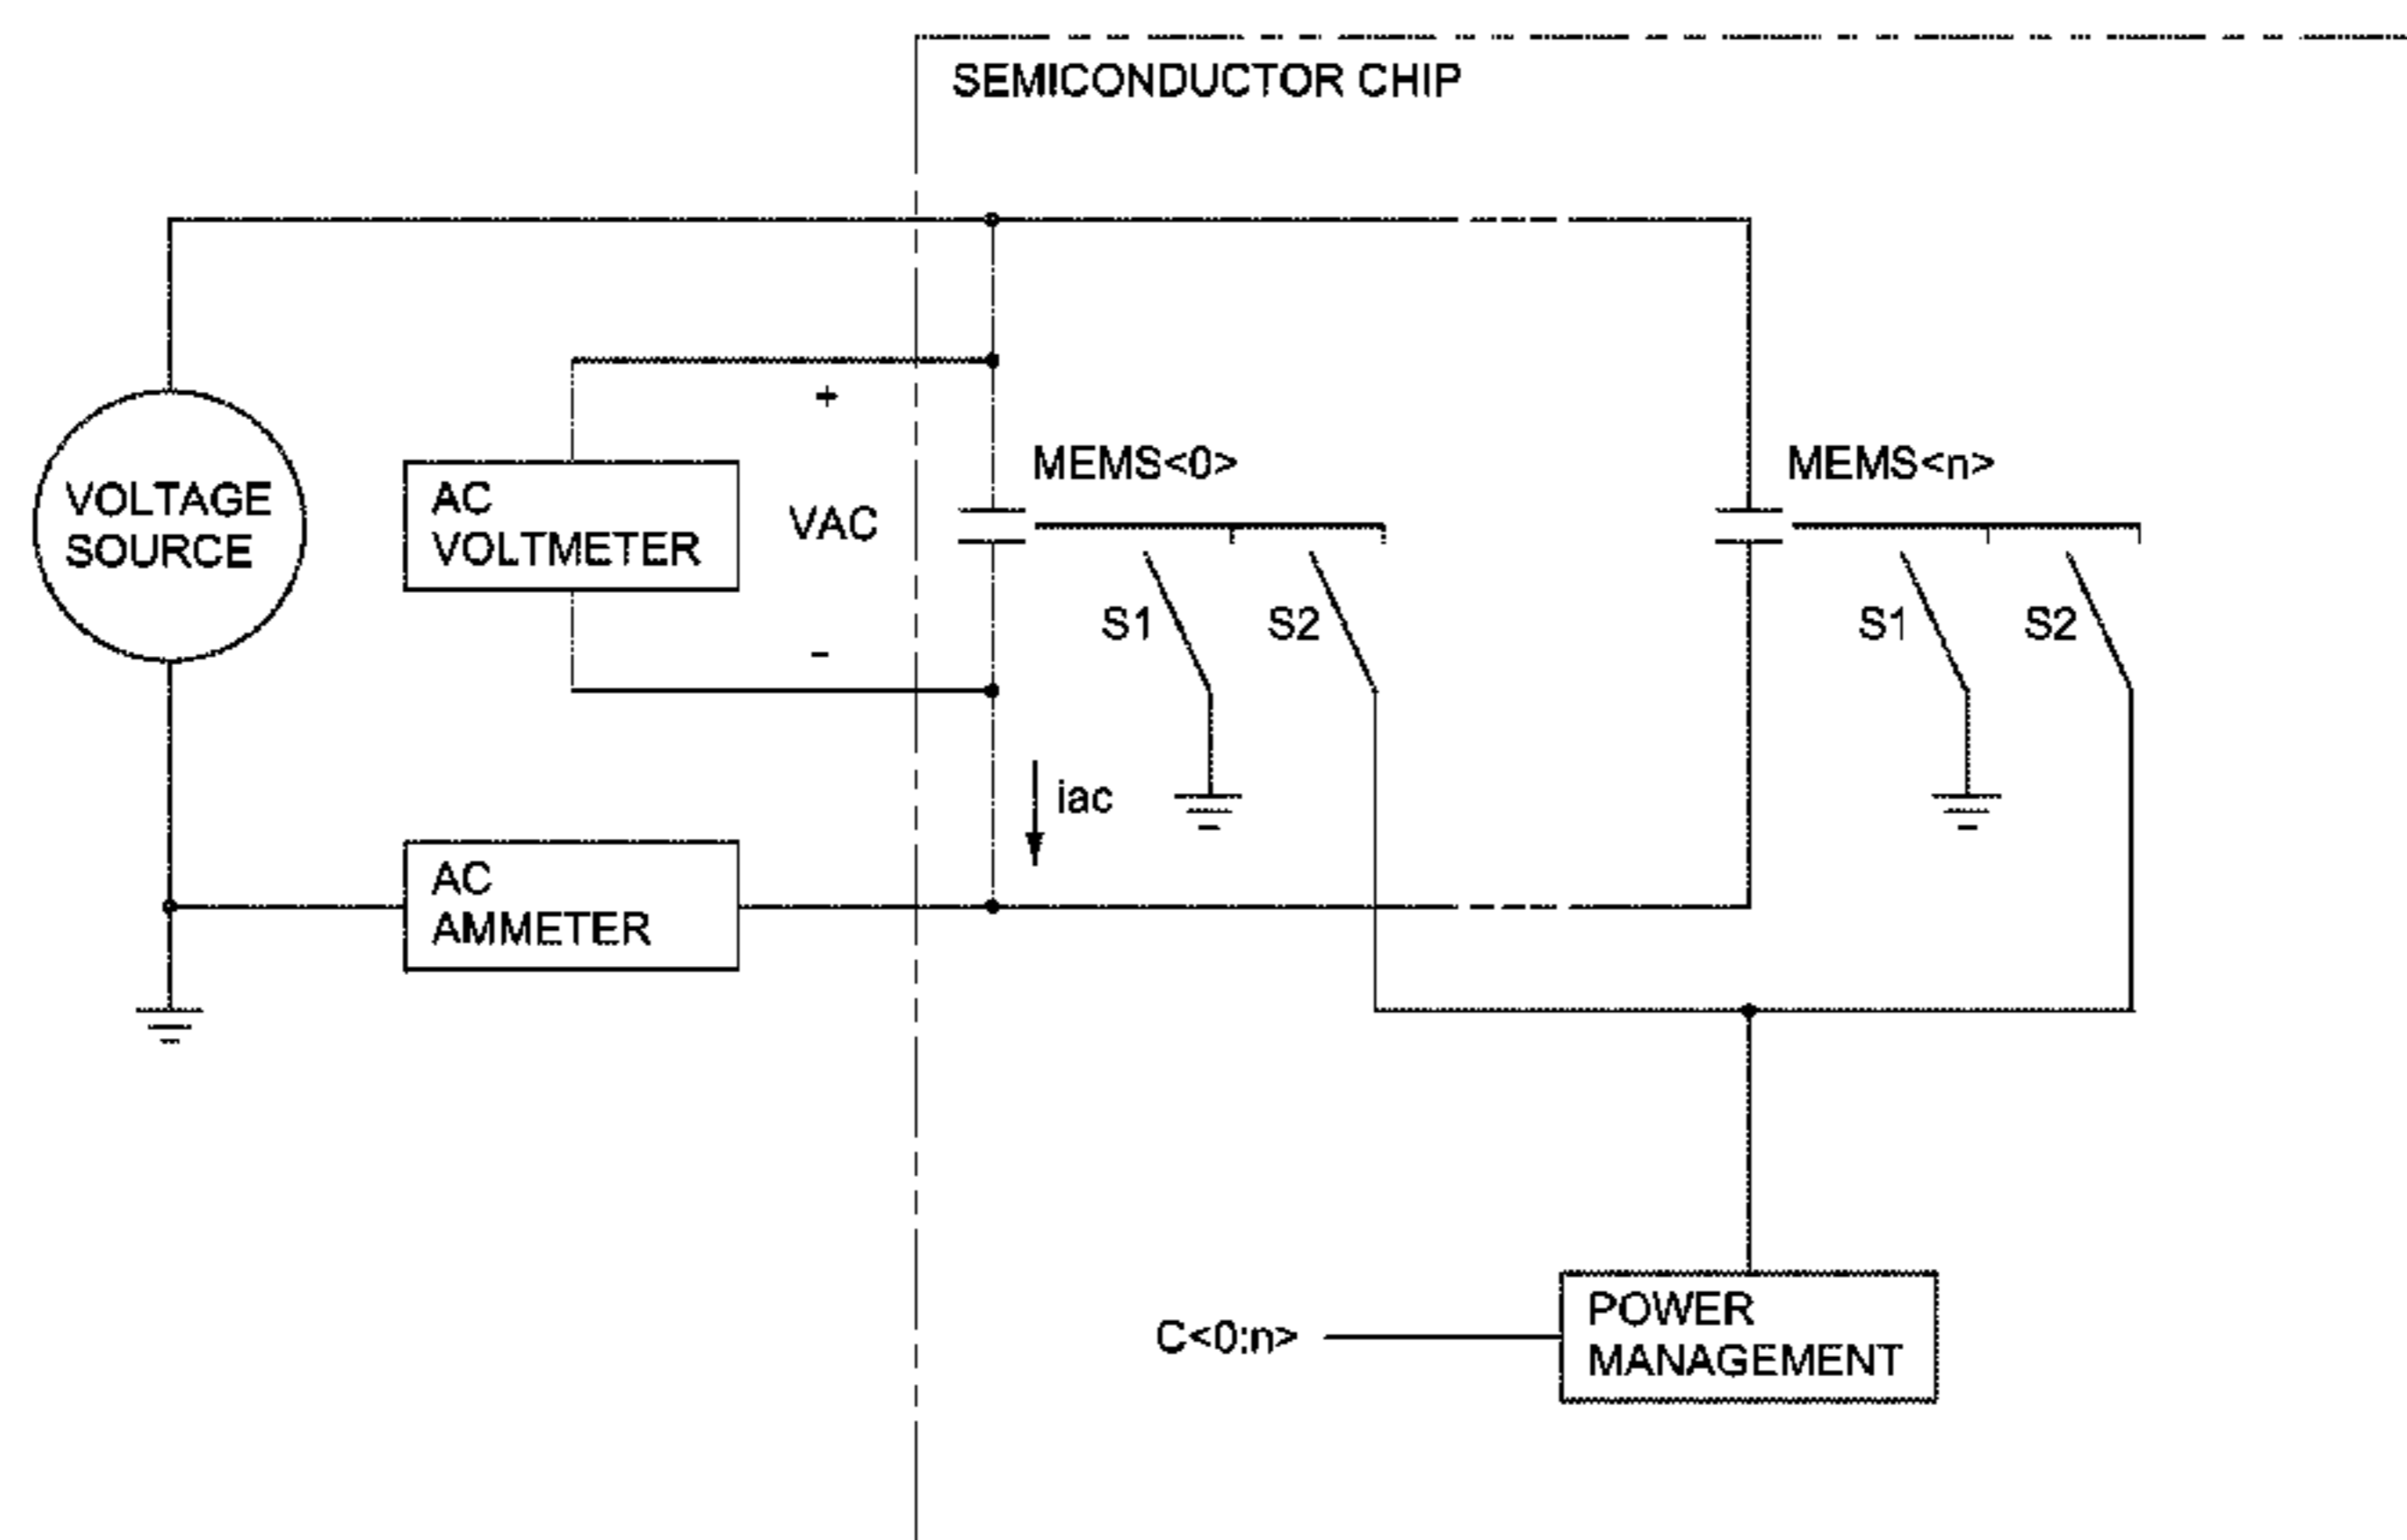 SEMICONDUCTOR CHIP
+
MEMS<0>
MEMS<n>
VOLTAGE
SOURCE
AC
VOLTMETER
VAC
S1
S2
S1
S2
-
iac
AC
AMMETER
C<0:n>
POWER
MANAGEMENT